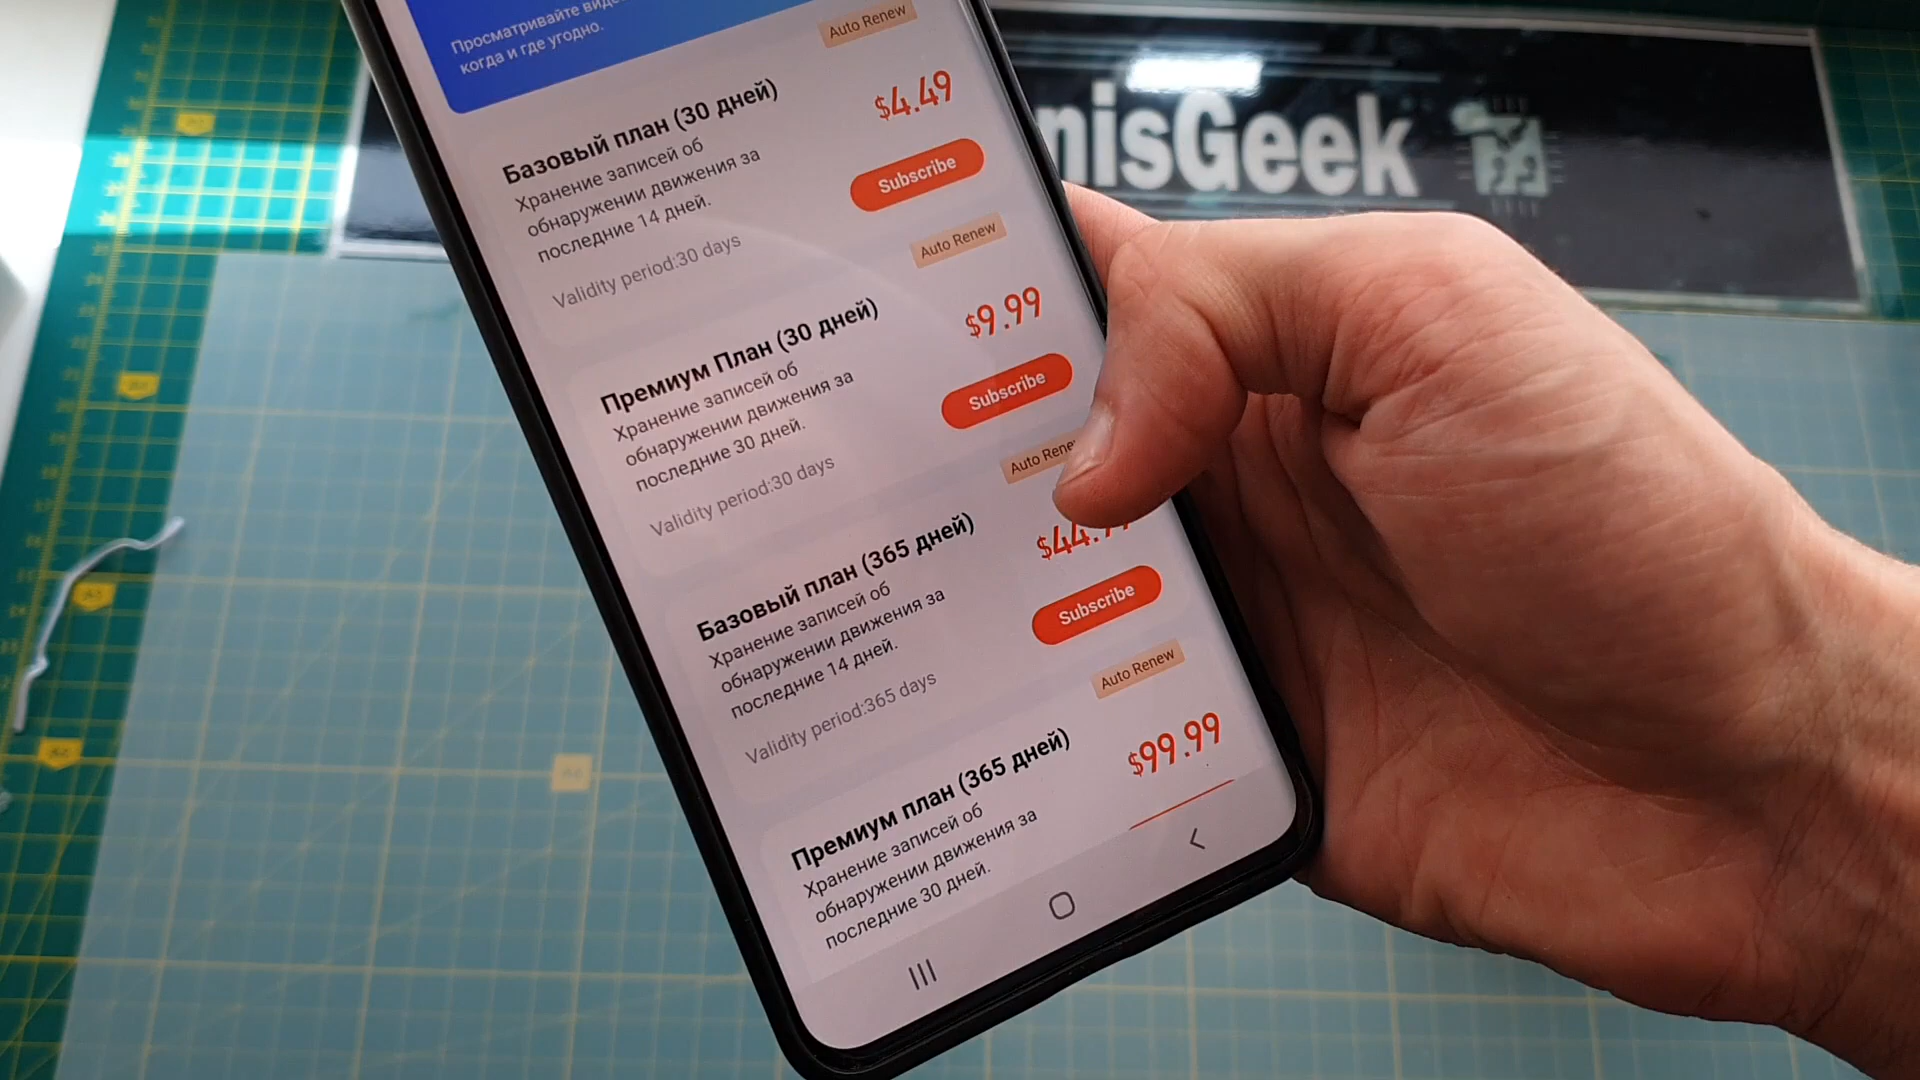 Просматривайте
когда и где угодно.
Auto Renew
Базовый план (30 дней)
$4.49
Хранение записей об
обнаружении движения за
последние 14 дней.
Subscribe
Validity period:30 days
Auto Renew
Премиум План (30 дней)
$9.99
Хранение записей об
обнаружении движения за
последние 30 дней.
Subscribe
Validity period:30 days
Auto Rene
Базовый план (365 дней)
$44.
Хранение записей об
обнаружении движения за
последние 14 дней.
Subscribe
Validity period:365 days
Auto Renew
Премиум план (365 дней)
$99.99
Хранение записей об
обнаружении движения за
последние 30 дней.
nisGeek